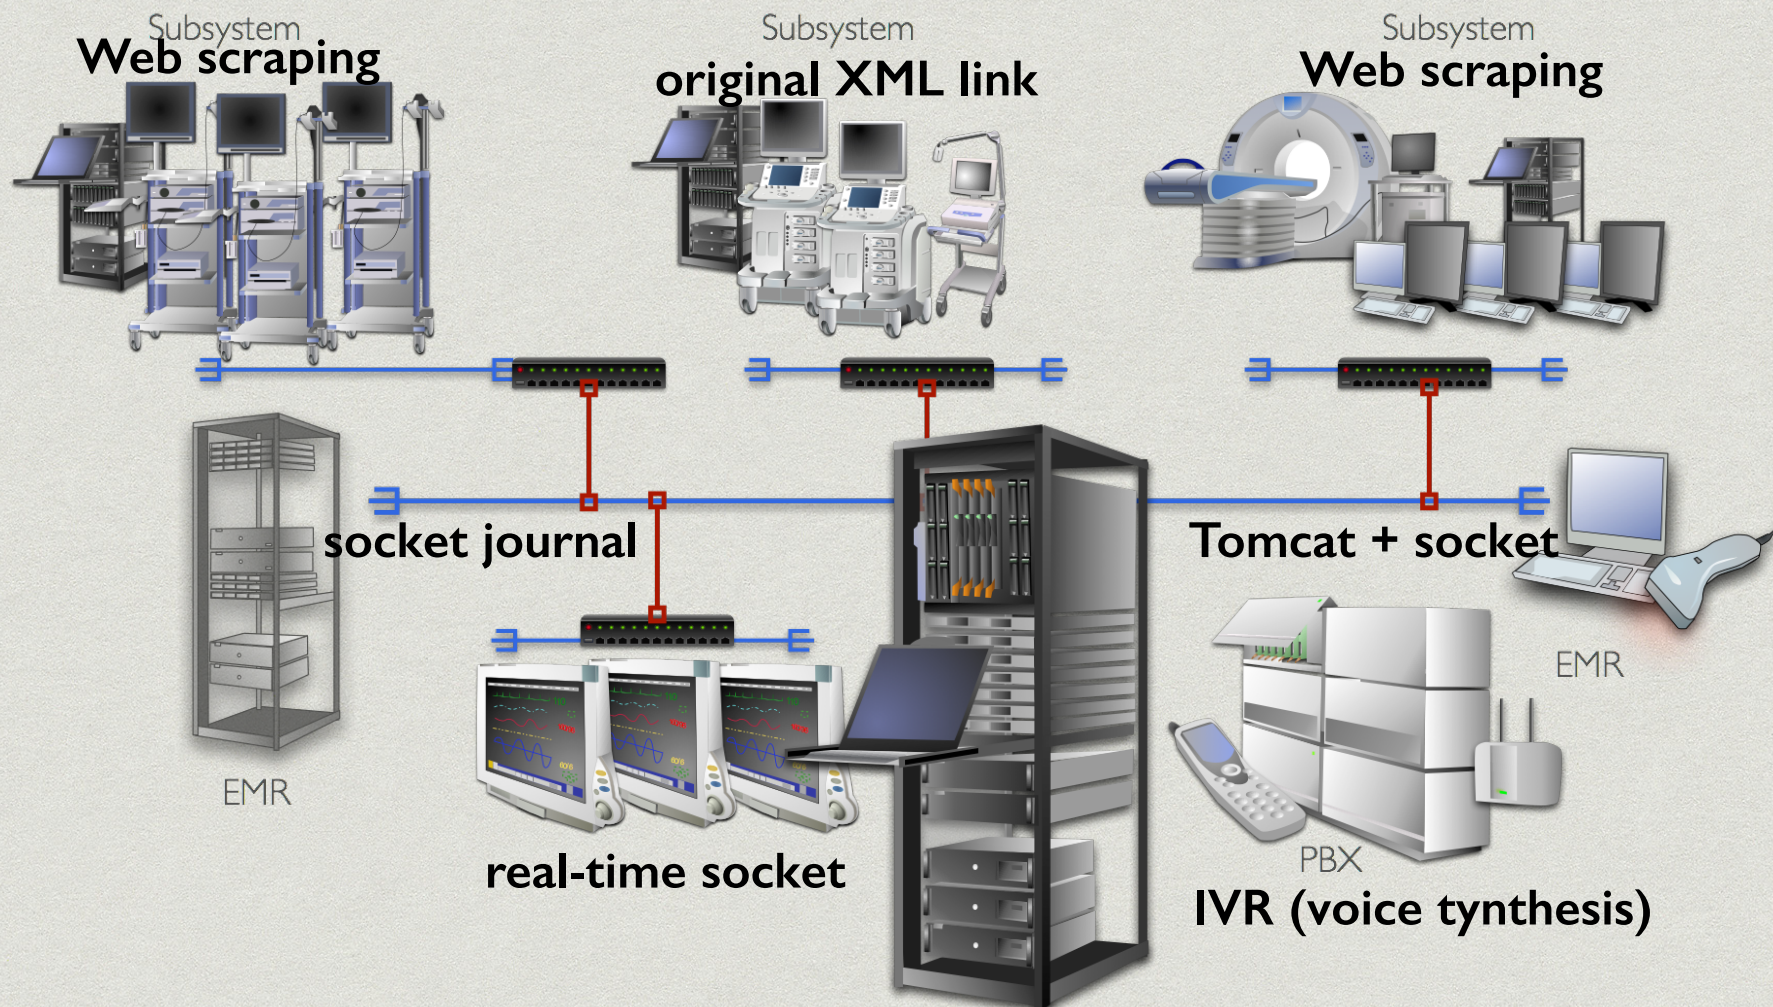 Subsystem
Web scraping
Subsystem
original XML link
Subsystem
Web scraping
socket journal
Tomcat + socket
EMR
EMR
real-time socket
PBX
IVR (voice tynthesis)